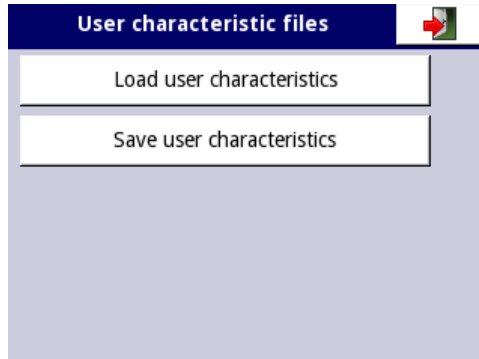 User characteristic files
Load user characteristics
Save user characteristics